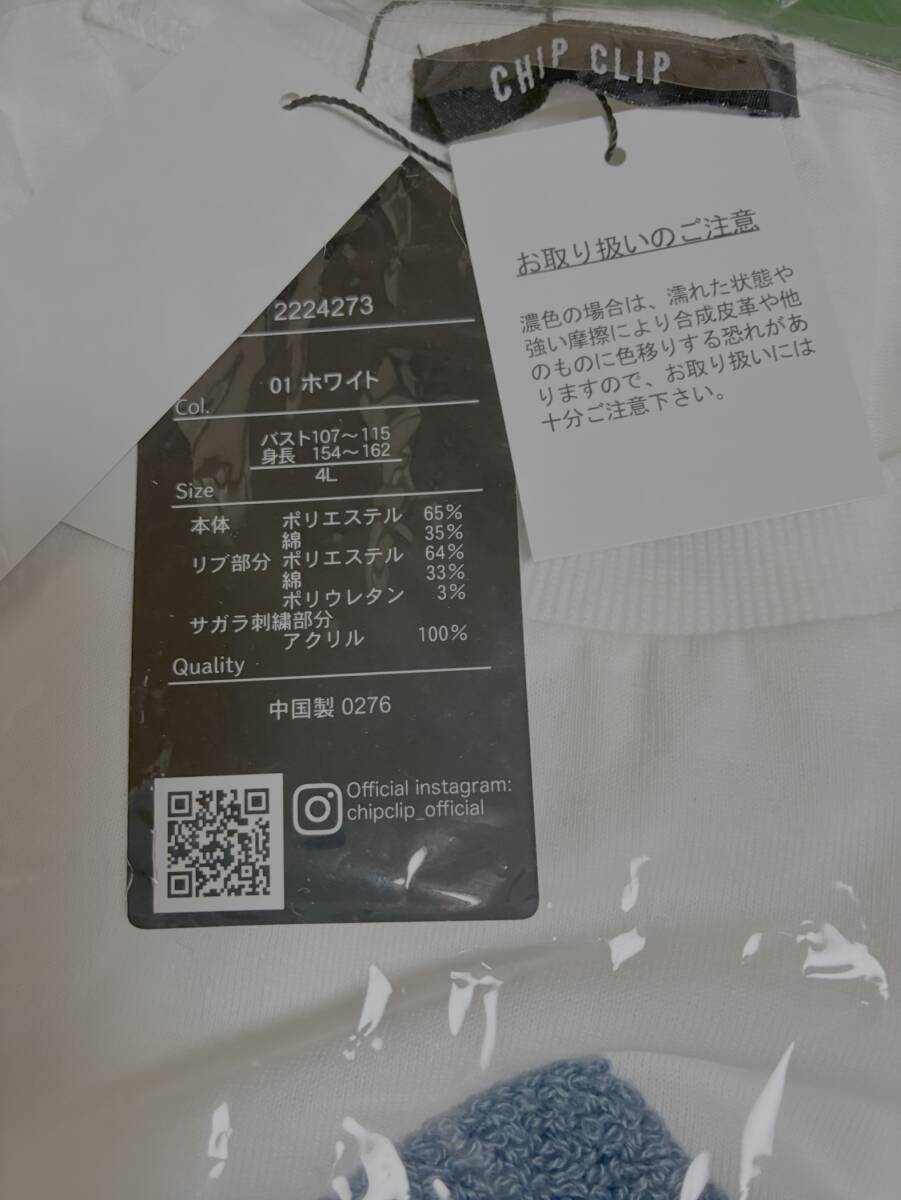 CHIP CLIP
お取り扱いのご注意
濃色の場合は、濡れた状態や
強い摩擦により合成皮革や他
のものに色移りする恐れがあ
りますので、お取り扱いには
十分ご注意下さい。
2224273
Col. 01 ホワイト
バスト107〜115
身長 154〜162
4L
Size
本体 ポリエステル 65%
綿 35%
リブ部分 ポリエステル 64%
綿 33%
ポリウレタン 3%
サガラ刺繍部分
アクリル 100%
Quality
中国製 0276
Official instagram:
chipclip_official